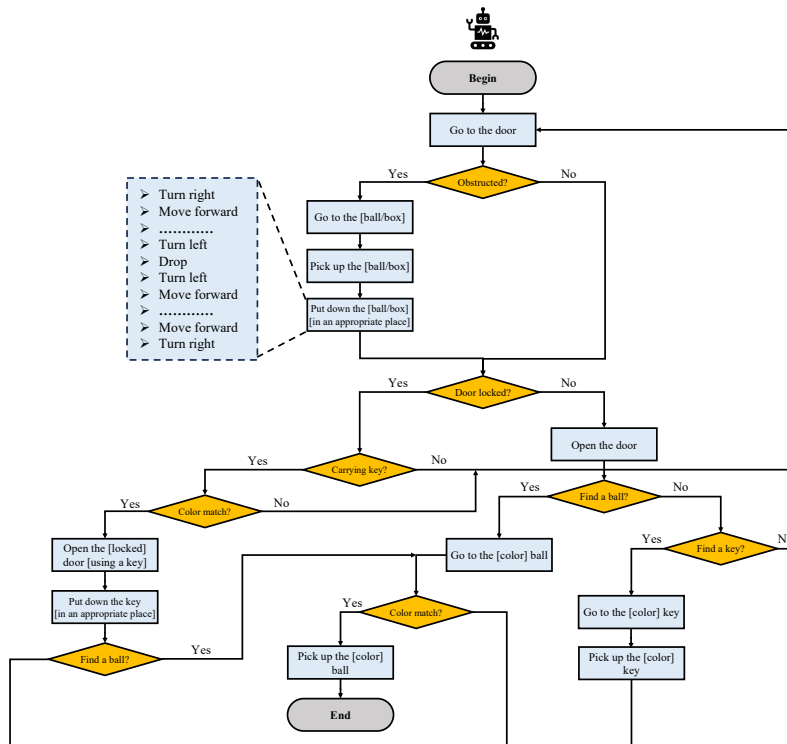 Begin
Go to the door
Yes
Obstructed?
No
Turn right
Move forward
............
Turn left
Drop
Turn left
Move forward
............
Move forward
Turn right
Go to the [ball/box]
Pick up the [ball/box]
Put down the [ball/box]
[in an appropriate place]
Yes
Door locked?
No
Open the door
Yes
Carrying key?
No
Yes
Find a ball?
No
Yes
Color match?
No
Yes
Find a key?
Open the [locked]
door [using a key]
Go to the [color] ball
Put down the key
[in an appropriate place]
Yes
Color match?
Go to the [color] key
Find a ball?
Yes
Pick up the [color]
ball
Pick up the [color]
key
End